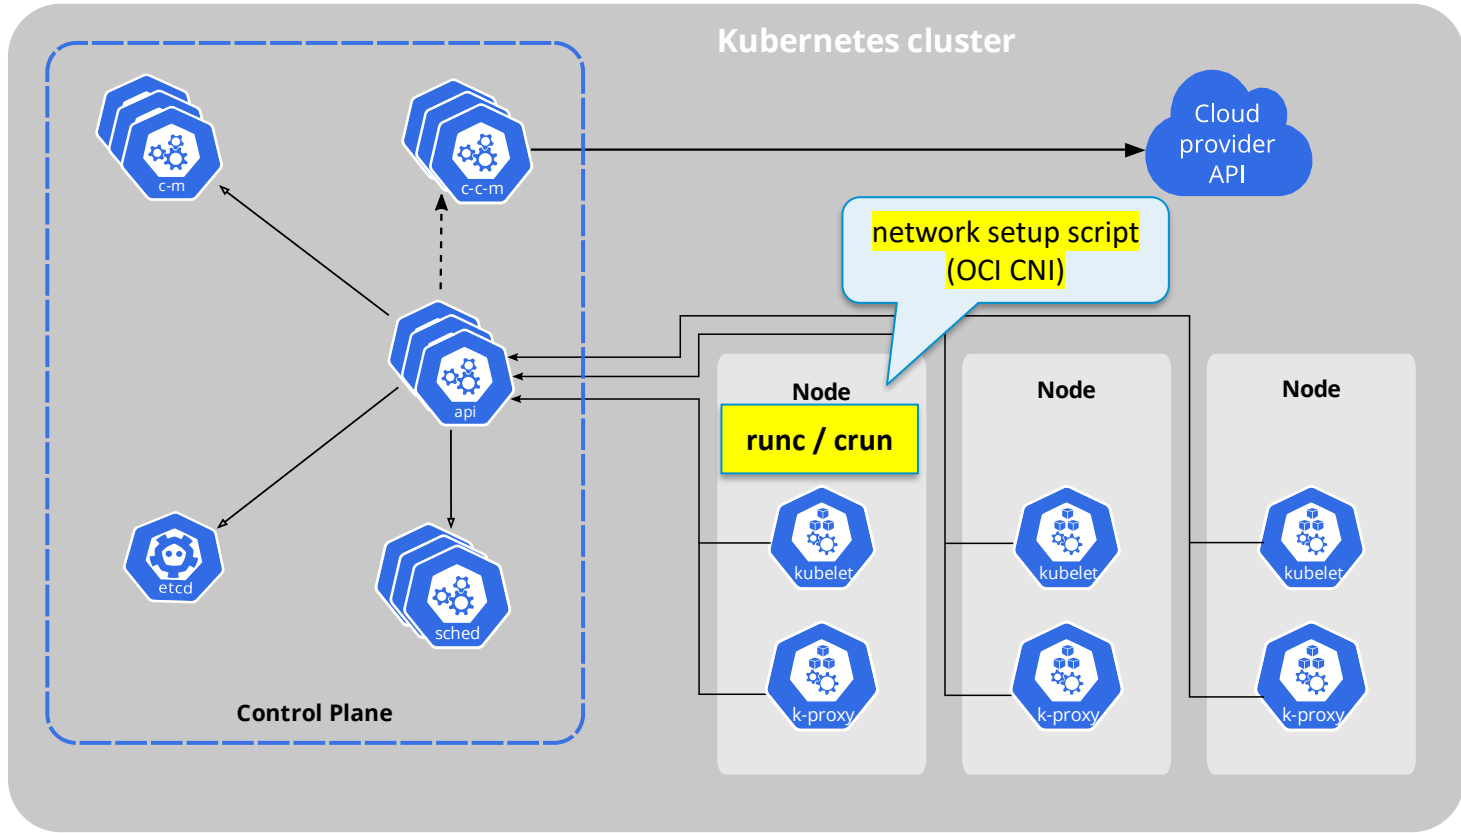 Kubernetes cluster
c-m
c-c-m
Cloud
provider
API
network setup script
(OCI CNI)
api
Node
Node
Node
runc / crun
etcd
sched
kubelet
kubelet
kubelet
k-proxy
k-proxy
k-proxy
Control Plane